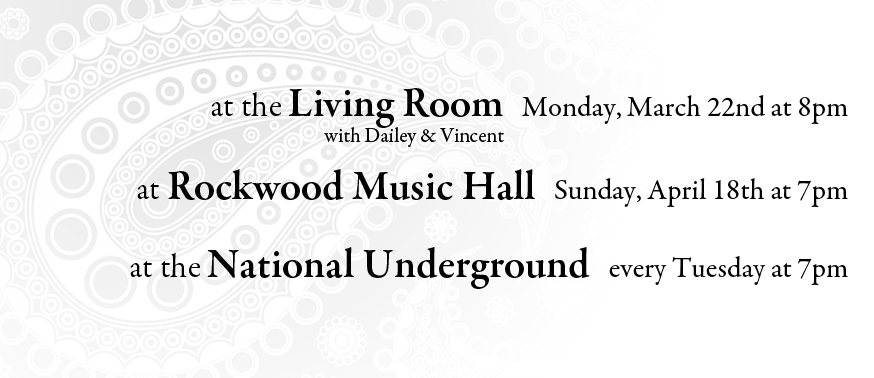 at the Living Room Monday, March 22nd at 8pm
with Dailey & Vincent
at Rockwood Music Hall Sunday, April 18th at 7pm
at the National Underground every Tuesday at 7pm